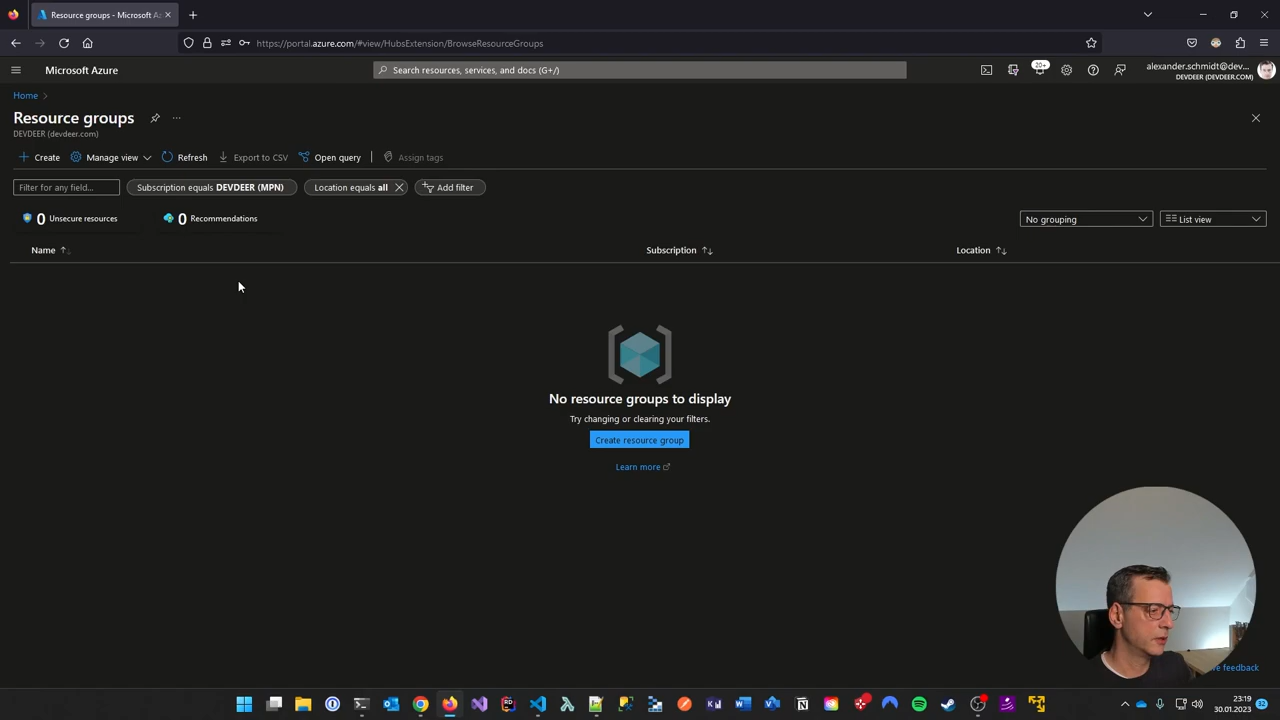 Resource groups - Microsoft Az
https://portal.azure.com/#view/HubsExtension/BrowseResourceGroups
Microsoft Azure
Search resources, services, and docs (G+/)
20+
alexander.schmidt@dev...
DEVDEER (DEVDEER.COM)
Home
Resource groups
DEVDEER (devdeer.com)
Create
Manage view
Refresh
Export to CSV
Open query
Assign tags
Filter for any field...
Subscription equals DEVDEER (MPN)
Location equals all
Add filter
0 Unsecure resources
0 Recommendations
No grouping
List view
Name
Subscription
Location
No resource groups to display
Try changing or clearing your filters.
Create resource group
Learn more
feedback
23:19
30.01.2023
32